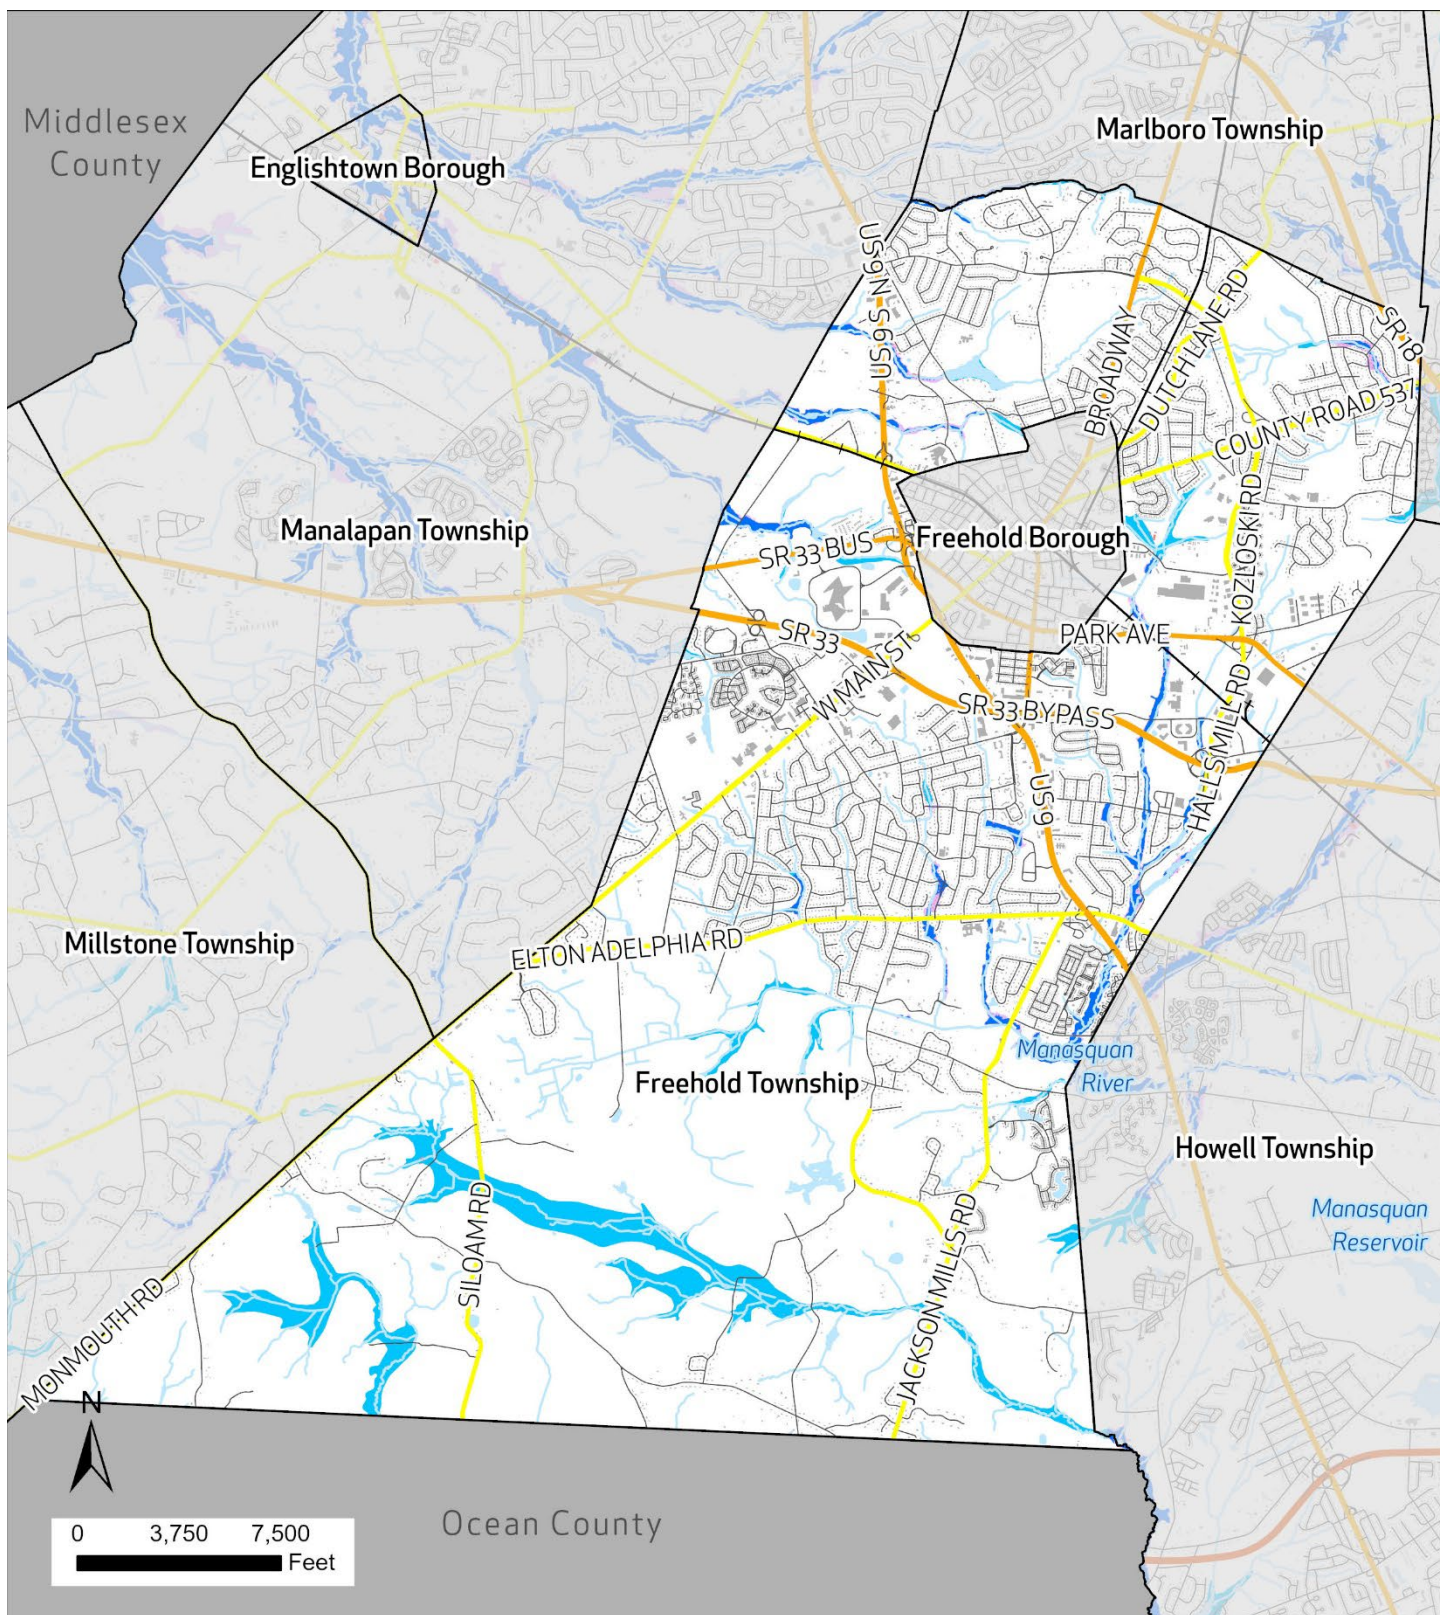 Middlesex
County
Marlboro Township
Englishtown Borough
US 9 S N
US 9 S
SR 18
DUTCHLANE RD
BROADWAY
COUNTY ROAD 537
KOZLOSKI RD
Manalapan Township
Freehold Borough
SR 33 BUS
SR 33
PARK AVE
W MAIN ST
SR 33 BYPASS
HALLS MILL RD
US 9
Millstone Township
ELTON ADELPHIA RD
Manasquan
River
Freehold Township
Howell Township
Manasquan
Reservoir
SILOAM RD
JACKSON MILLS RD
MONMOUTH RD
N
Ocean County
0 3,750 7,500
Feet